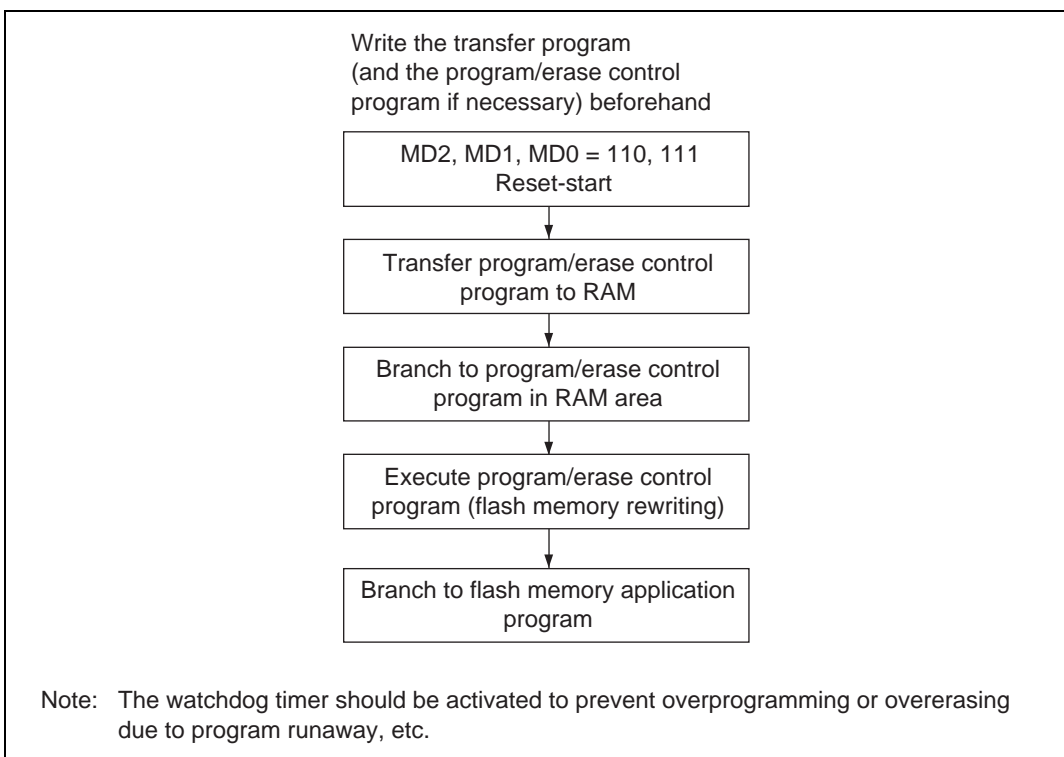 Write the transfer program
(and the program/erase control
program if necessary) beforehand
MD2, MD1, MD0 = 110, 111
Reset-start
Transfer program/erase control
program to RAM
Branch to program/erase control
program in RAM area
Execute program/erase control
program (flash memory rewriting)
Branch to flash memory application
program
Note: The watchdog timer should be activated to prevent overprogramming or overerasing
due to program runaway, etc.